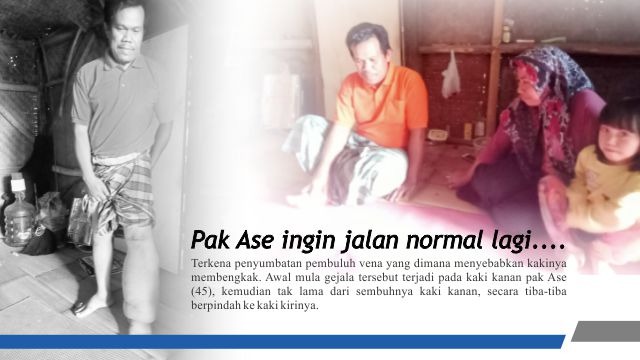 Pak Ase ingin jalan normal lagi....
Terkena penyumbatan pembuluh vena yang dimana menyebabkan kakinya
membengkak. Awal mula gejala tersebut terjadi pada kaki kanan pak Ase
(45), kemudian tak lama dari sembuhnya kaki kanan, secara tiba-tiba
berpindah ke kaki kirinya.